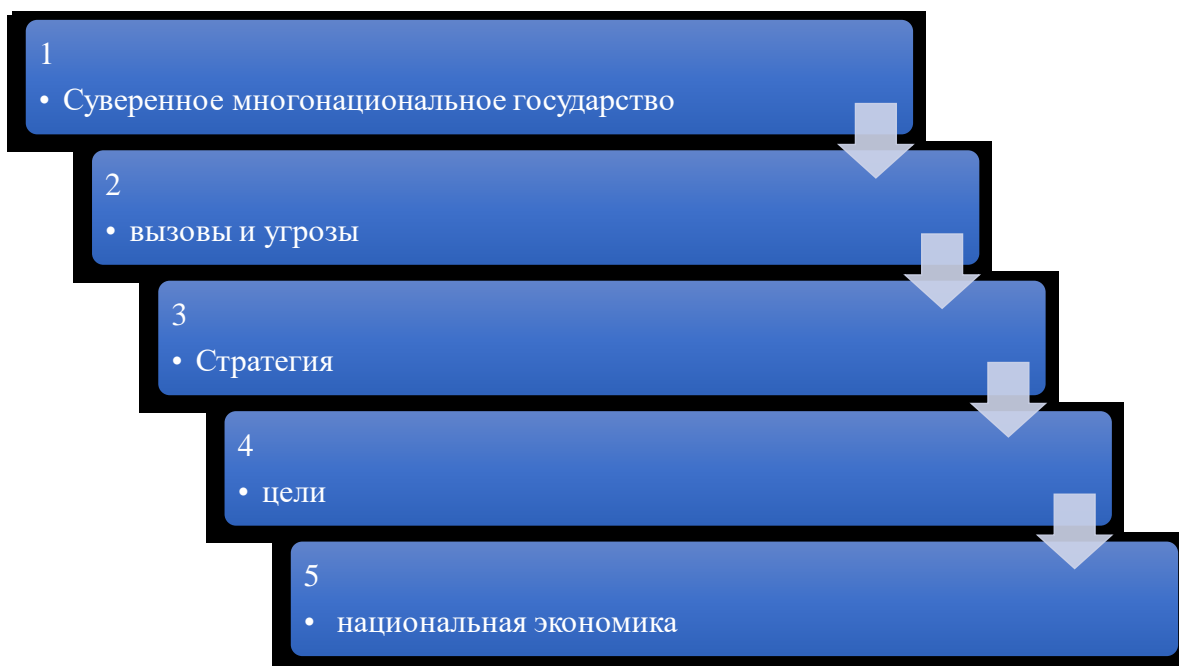 1
• Суверенное многонациональное государство
2
• вызовы и угрозы
3
• Стратегия
4
• цели
5
• национальная экономика